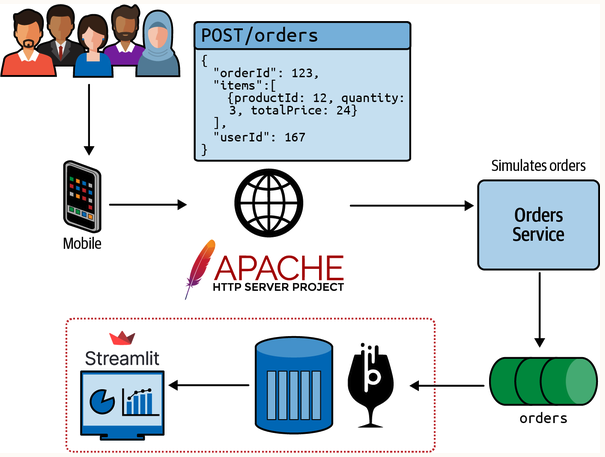 POST/orders
{
"orderId": 123,
"items":[
{productId: 12, quantity:
3, totalPrice: 24}
],
"userId": 167
}
Simulates orders
Orders
Service
Mobile
APACHE
HTTP SERVER PROJECT
Streamlit
orders